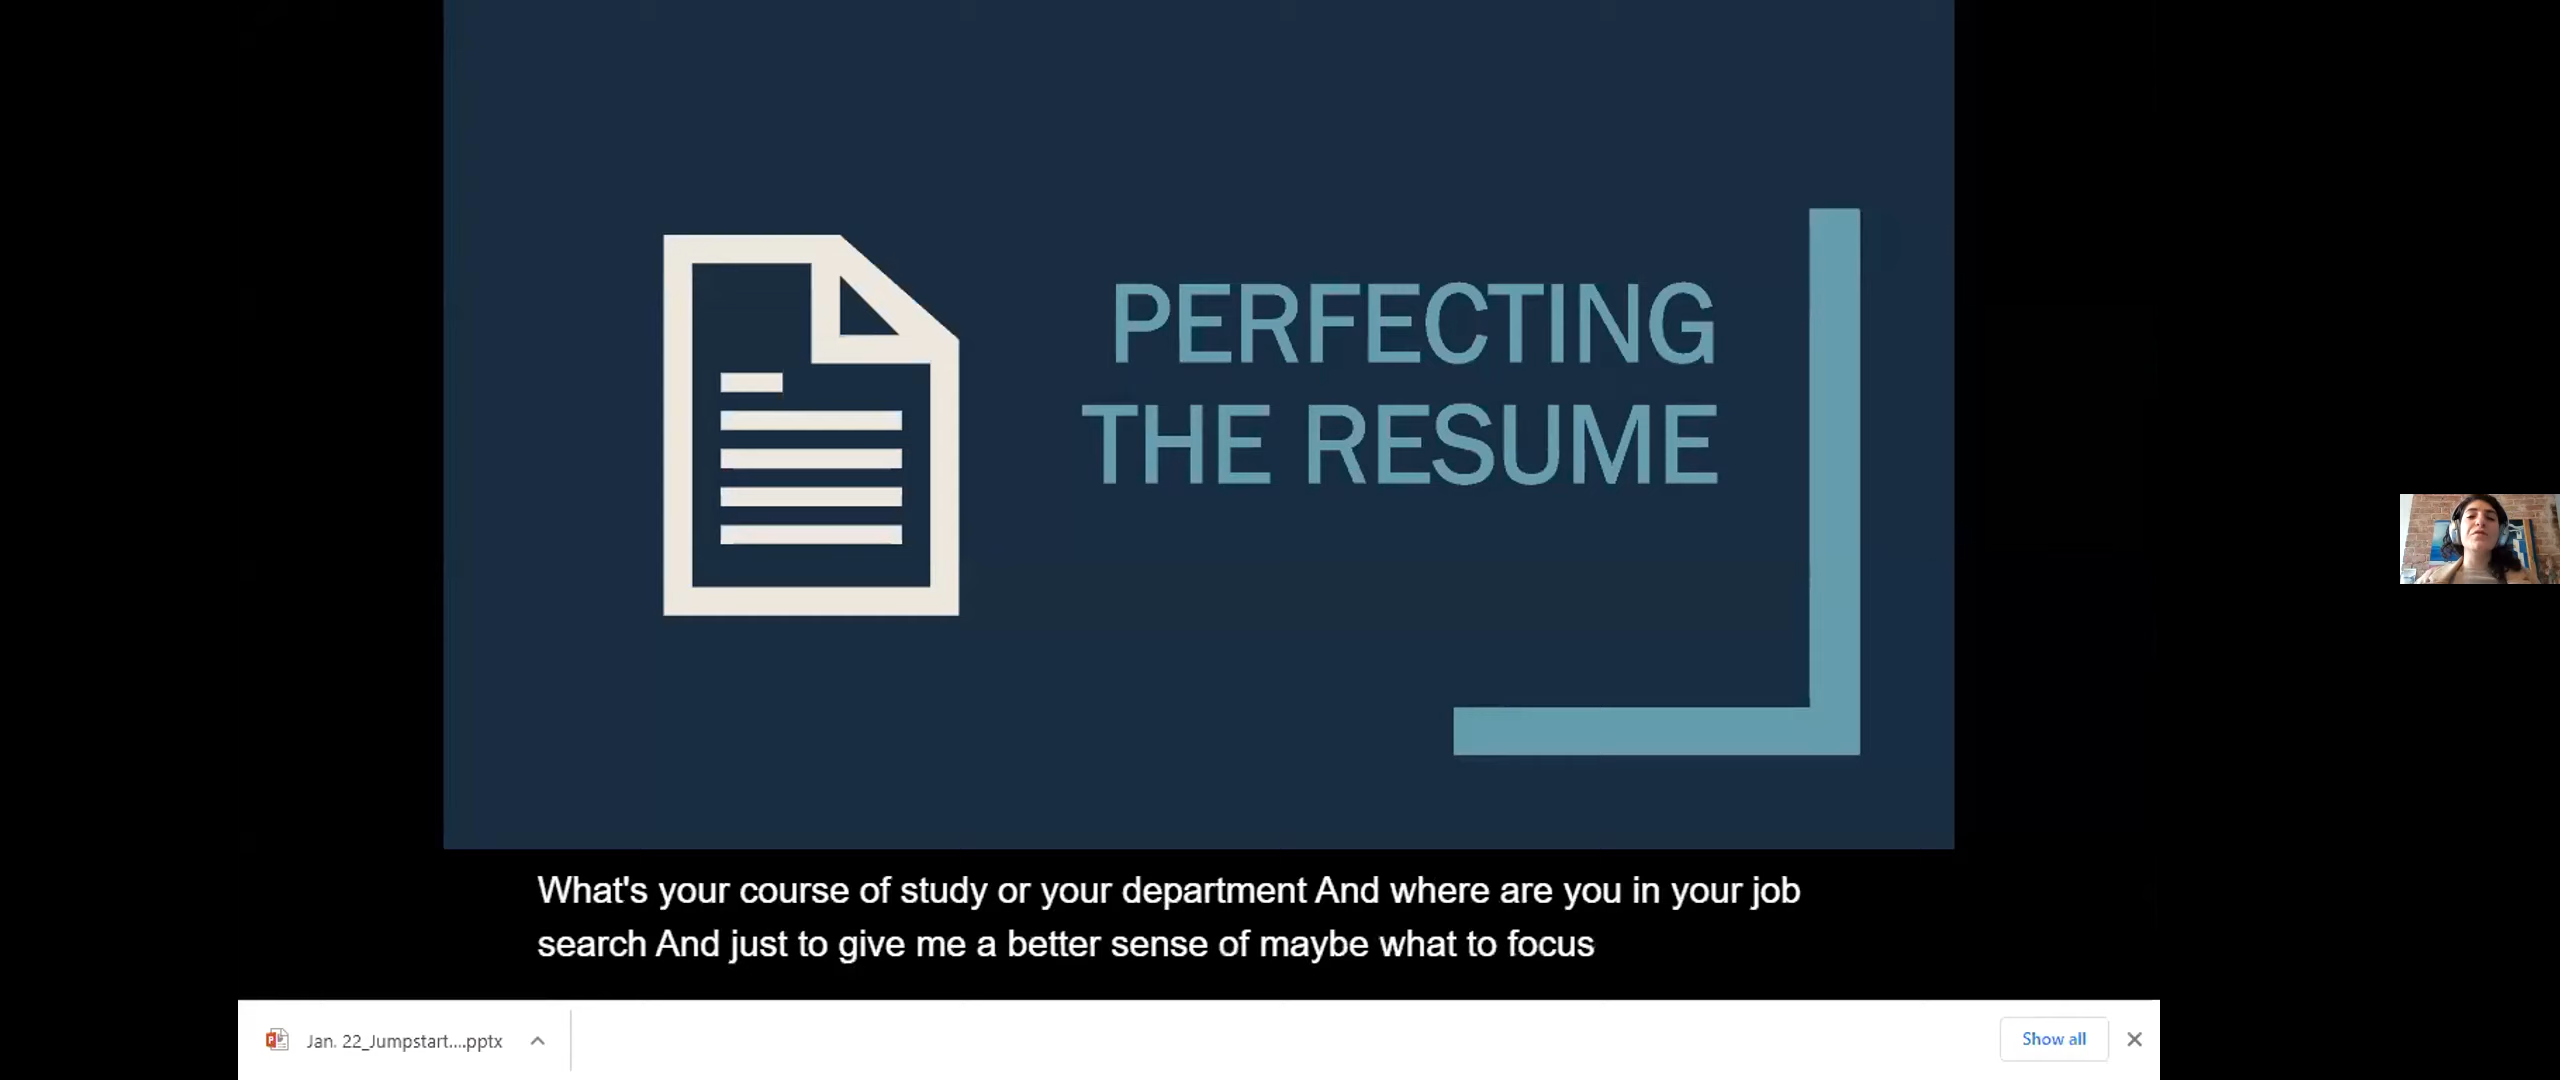 PERFECTING
THE RESUME
What's your course of study or your department And where are you in your job
search And just to give me a better sense of maybe what to focus
Jan. 22_Jumpstart....pptx
Show all